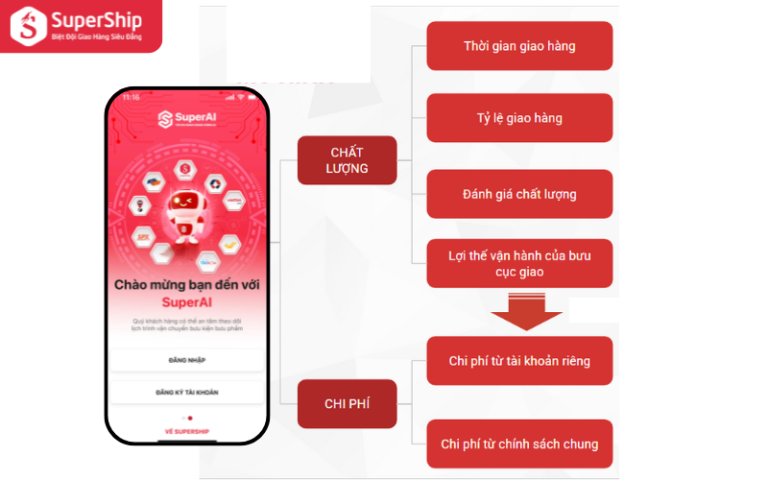 SuperShip
Biệt Đội Giao Hàng Siêu Đẳng
11:16
SuperAI
Chào mừng bạn đến với
SuperAI
Quý khách hàng có thể an tâm theo dõi
lịch trình vận chuyển bưu kiện bưu phẩm
ĐĂNG NHẬP
ĐĂNG KÝ TÀI KHOẢN
VỀ SUPERSHIP
CHẤT
LƯỢNG
Thời gian giao hàng
Tỷ lệ giao hàng
Đánh giá chất lượng
Lợi thế vận hành của bưu
cục giao
CHI PHÍ
Chi phí từ tài khoản riêng
Chi phí từ chính sách chung